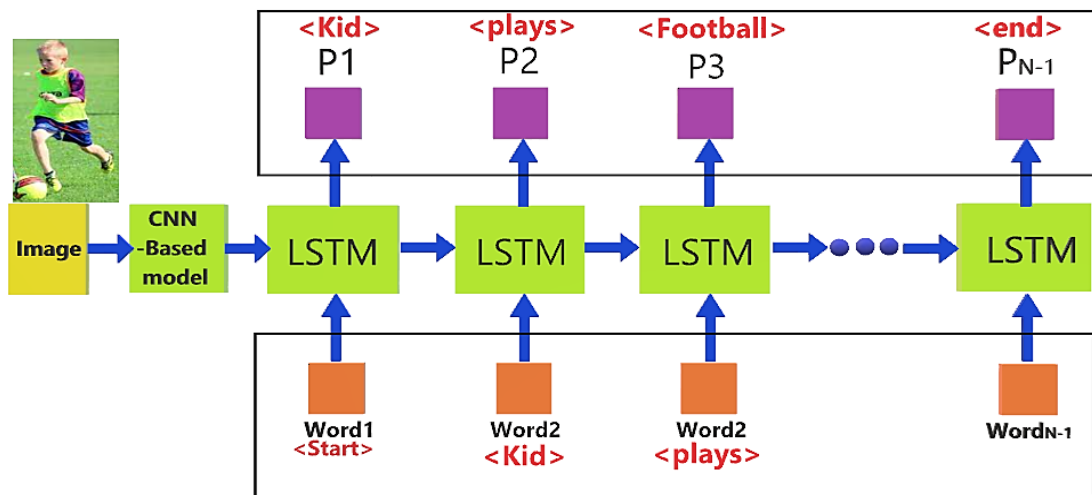 <Kid> <plays> <Football> <end>
P1 P2 P3 PN-1
Image
CNN
-Based
model
LSTM LSTM LSTM LSTM
Word1 Word2 Word2 WordN-1
<Start> <Kid> <plays>